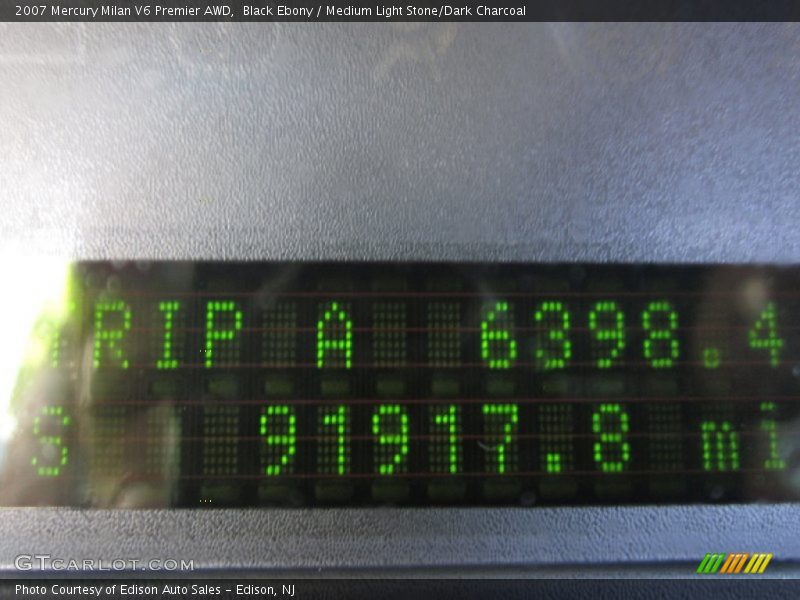 2007 Mercury Milan V6 Premier AWD,  Black Ebony / Medium Light Stone/Dark Charcoal
TRIP A 6398.4
S 91917.8 mi
GTCARLOT.COM
Photo Courtesy of Edison Auto Sales - Edison, NJ